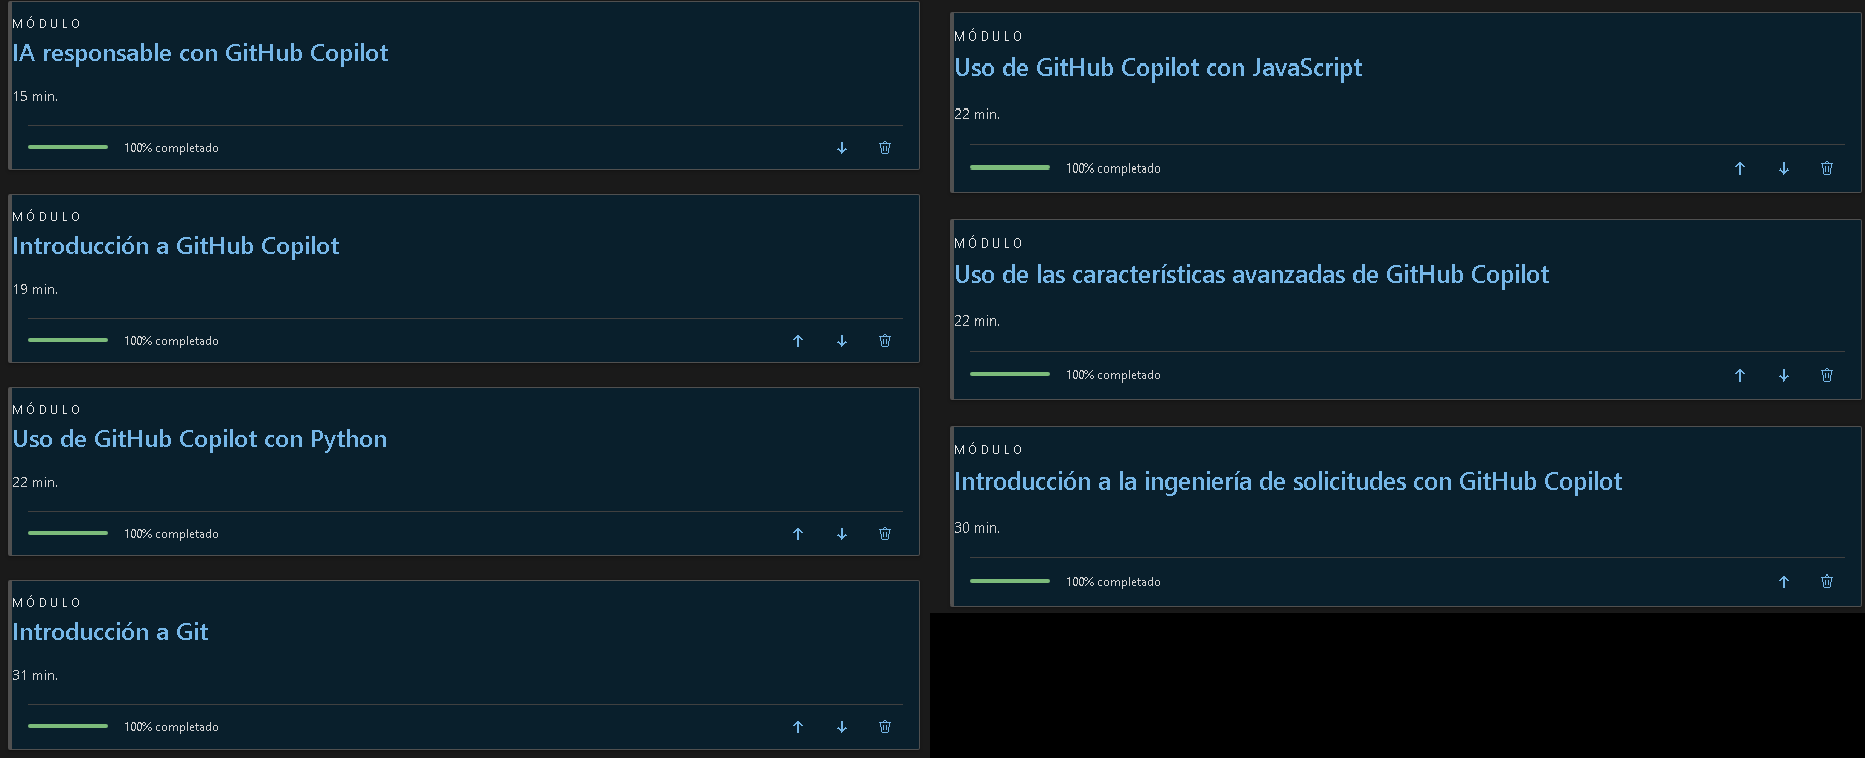 MÓDULO
IA responsable con GitHub Copilot
15 min.
100% completado
MÓDULO
Introducción a GitHub Copilot
19 min.
100% completado
MÓDULO
Uso de GitHub Copilot con Python
22 min.
100% completado
MÓDULO
Introducción a Git
31 min.
100% completado
MÓDULO
Uso de GitHub Copilot con JavaScript
22 min.
100% completado
MÓDULO
Uso de las características avanzadas de GitHub Copilot
22 min.
100% completado
MÓDULO
Introducción a la ingeniería de solicitudes con GitHub Copilot
30 min.
100% completado